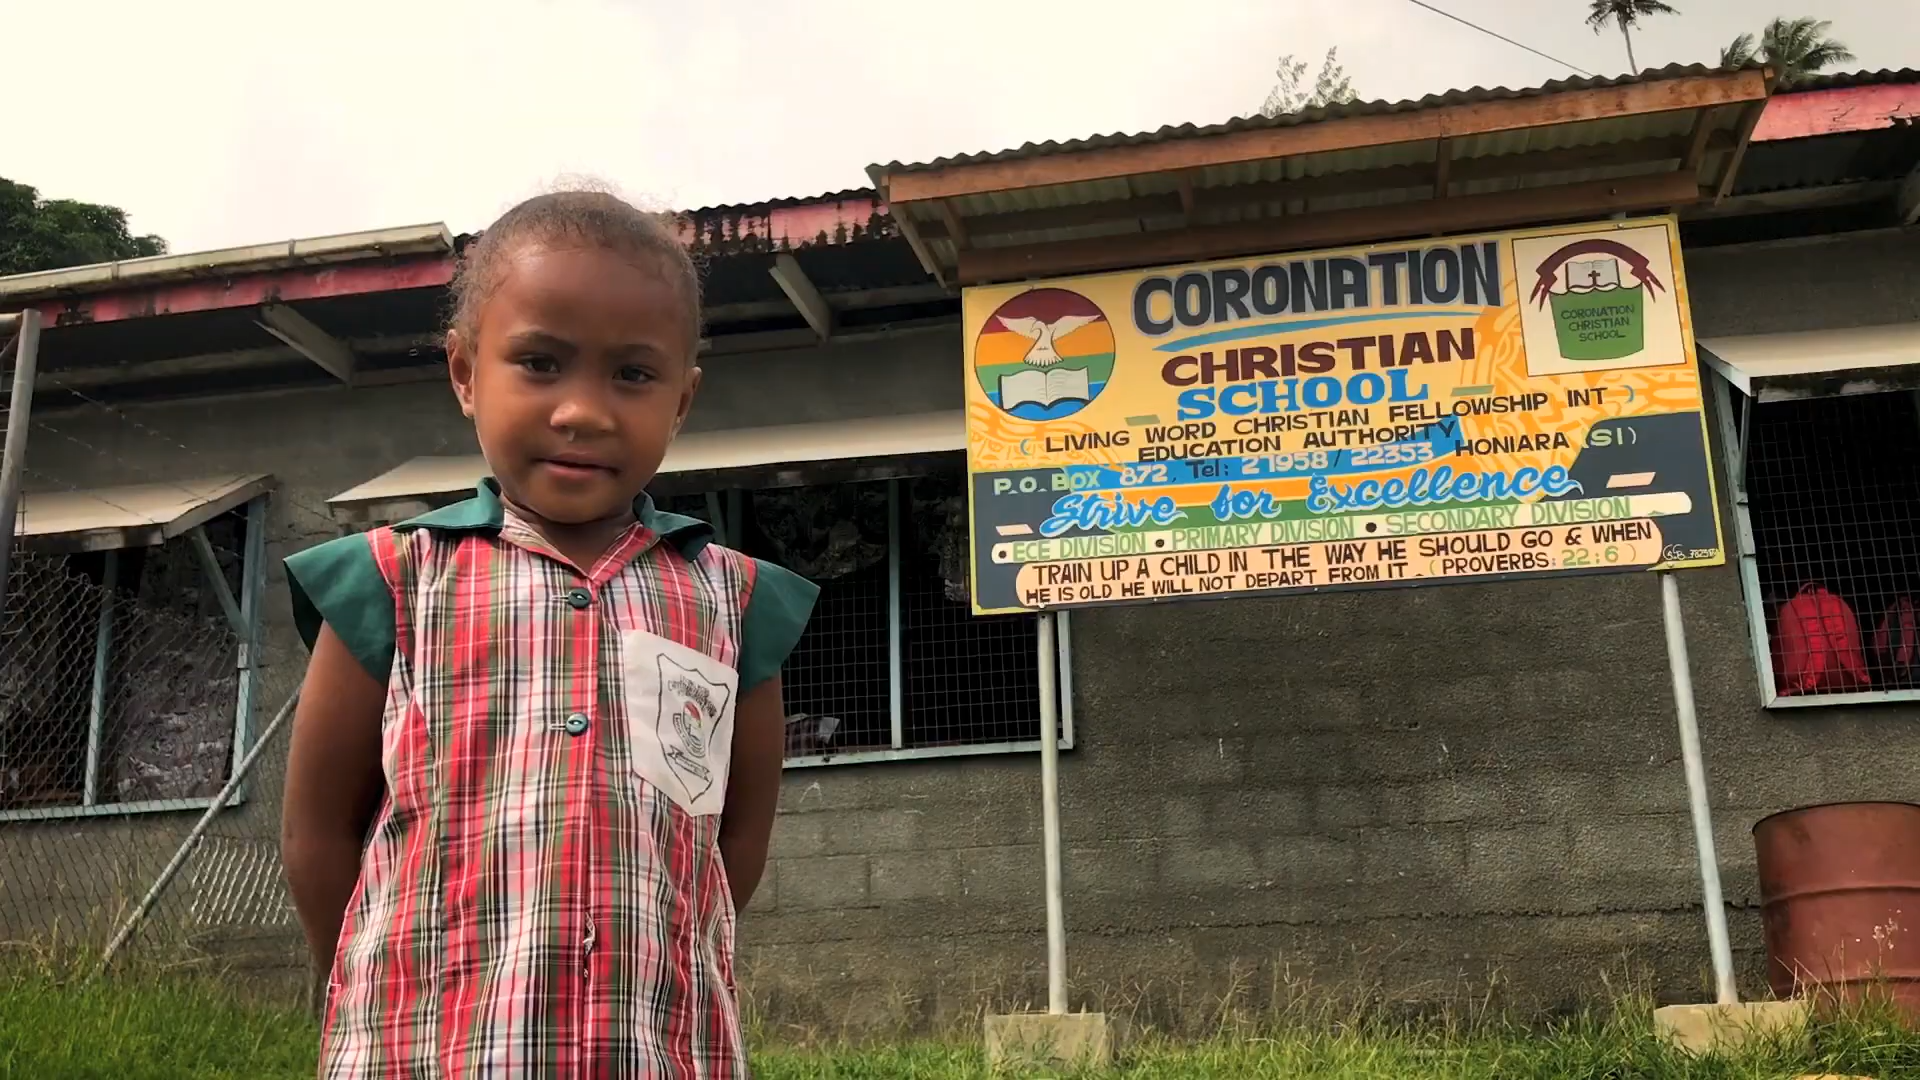 CORONATION
CHRISTIAN
SCHOOL
CORONATION
CHRISTIAN
SCHOOL
( LIVING WORD CHRISTIAN FELLOWSHIP INT )
EDUCATION AUTHORITY
P.O. BOX 872, Tel: 21958 / 22353 HONIARA (SI)
Strive for Excellence
• ECE DIVISION • PRIMARY DIVISION • SECONDARY DIVISION
TRAIN UP A CHILD IN THE WAY HE SHOULD GO & WHEN
HE IS OLD HE WILL NOT DEPART FROM IT. ( PROVERBS: 22:6 )